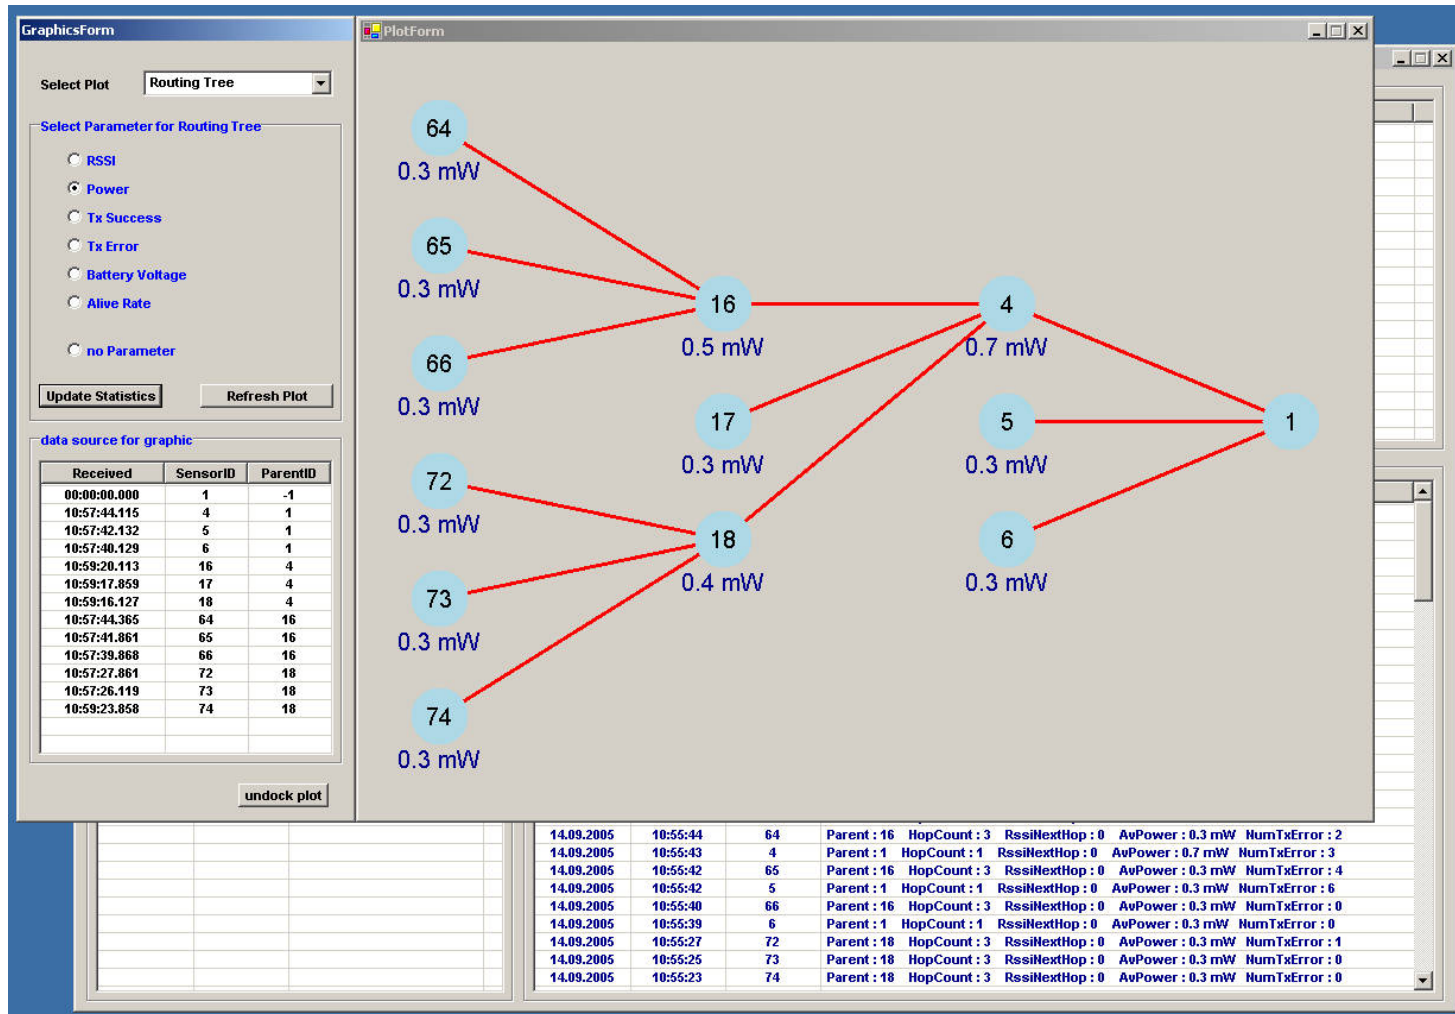 GraphicsForm
Select Plot Routing Tree
Select Parameter for Routing Tree
RSSI
Power
Tx Success
Tx Error
Battery Voltage
Alive Rate
no Parameter
Update Statistics Refresh Plot
data source for graphic
Received SensorID ParentID
00:00:00.000 1 -1
10:57:44.115 4 1
10:57:42.132 5 1
10:57:40.129 6 1
10:59:20.113 16 4
10:59:17.859 17 4
10:59:16.127 18 4
10:57:44.365 64 16
10:57:41.861 65 16
10:57:39.868 66 16
10:57:27.861 72 18
10:57:26.119 73 18
10:59:23.858 74 18
undock plot
PlotForm
64
0.3 mW
65
0.3 mW
66
0.3 mW
72
0.3 mW
73
0.3 mW
74
0.3 mW
16
0.5 mW
17
0.3 mW
18
0.4 mW
4
0.7 mW
5
0.3 mW
6
0.3 mW
1
14.09.2005 10:55:44 64 Parent : 16 HopCount : 3 RssiNextHop : 0 AvPower : 0.3 mW NumTxError : 2
14.09.2005 10:55:43 4 Parent : 1 HopCount : 1 RssiNextHop : 0 AvPower : 0.7 mW NumTxError : 3
14.09.2005 10:55:42 65 Parent : 16 HopCount : 3 RssiNextHop : 0 AvPower : 0.3 mW NumTxError : 4
14.09.2005 10:55:42 5 Parent : 1 HopCount : 1 RssiNextHop : 0 AvPower : 0.3 mW NumTxError : 6
14.09.2005 10:55:40 66 Parent : 16 HopCount : 3 RssiNextHop : 0 AvPower : 0.3 mW NumTxError : 0
14.09.2005 10:55:39 6 Parent : 1 HopCount : 1 RssiNextHop : 0 AvPower : 0.3 mW NumTxError : 0
14.09.2005 10:55:27 72 Parent : 18 HopCount : 3 RssiNextHop : 0 AvPower : 0.3 mW NumTxError : 1
14.09.2005 10:55:25 73 Parent : 18 HopCount : 3 RssiNextHop : 0 AvPower : 0.3 mW NumTxError : 0
14.09.2005 10:55:23 74 Parent : 18 HopCount : 3 RssiNextHop : 0 AvPower : 0.3 mW NumTxError : 0